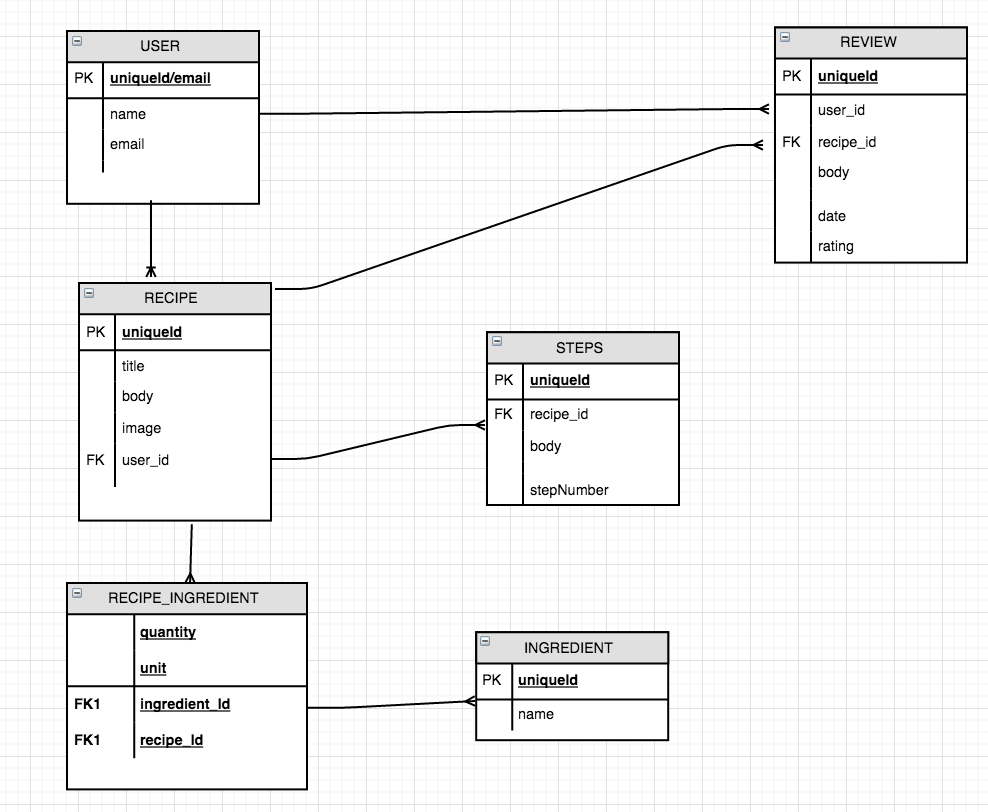 USER
PK uniqueId/email
name
email
REVIEW
PK uniqueId
user_id
FK recipe_id
body
date
rating
RECIPE
PK uniqueId
title
body
image
FK user_id
STEPS
PK uniqueId
FK recipe_id
body
stepNumber
RECIPE_INGREDIENT
quantity
unit
FK1 ingredient_Id
FK1 recipe_Id
INGREDIENT
PK uniqueId
name